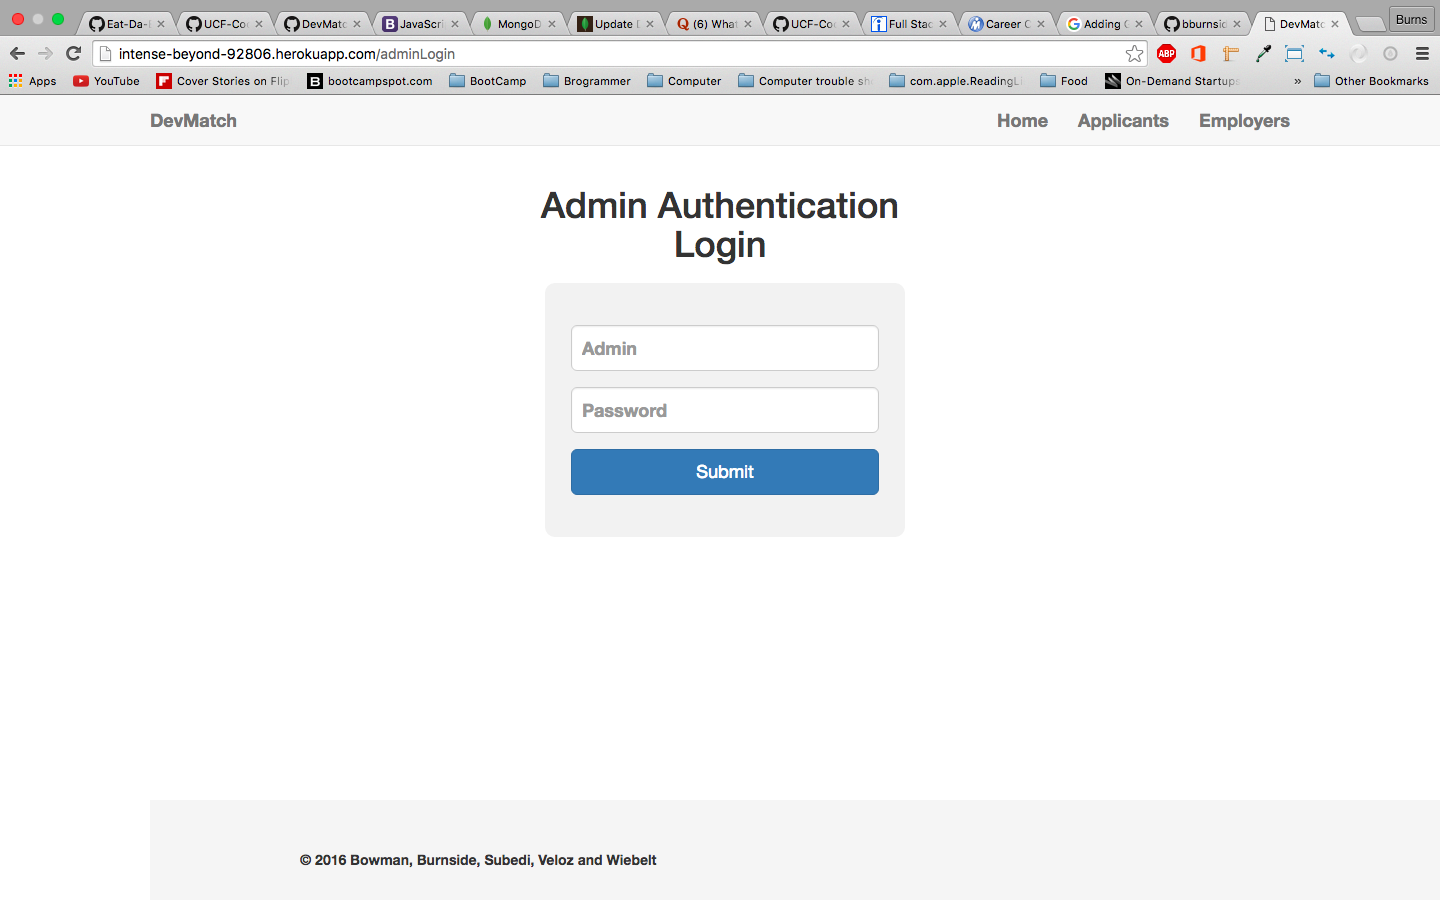 Eat-Da-B
UCF-Coo
DevMatc
JavaScri
MongoD
Update D
(6) What
UCF-Coo
Full Stac
Career C
Adding G
bburnsid
DevMatc
Burns
intense-beyond-92806.herokuapp.com/adminLogin
ABP
Apps
YouTube
Cover Stories on Flip
bootcampspot.com
BootCamp
Brogrammer
Computer
Computer trouble sh
com.apple.ReadingL
Food
On-Demand Startups
»
Other Bookmarks
DevMatch
Home
Applicants
Employers
Admin Authentication
Login
Admin
Password
Submit
© 2016 Bowman, Burnside, Subedi, Veloz and Wiebelt